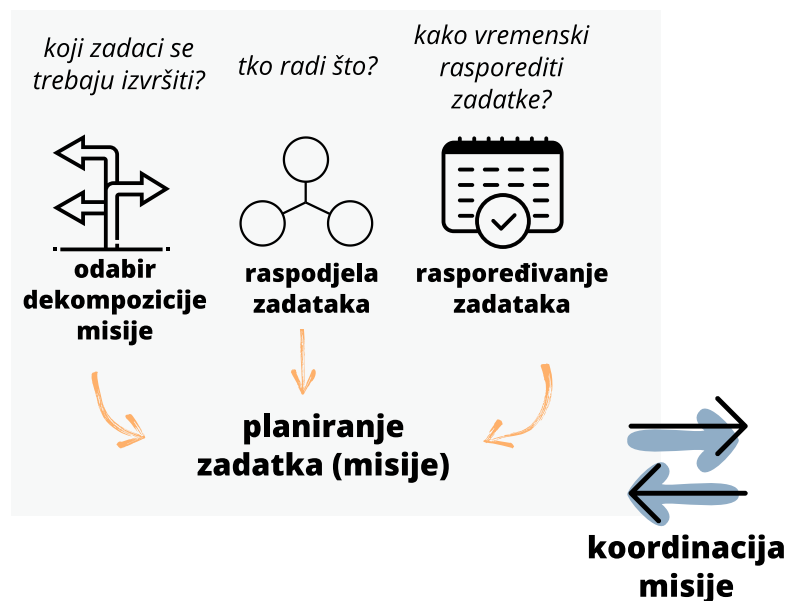 koji zadaci se
trebaju izvršiti?
tko radi što?
kako vremenski
rasporediti
zadatke?
odabir
dekompozicije
misije
raspodjela
zadataka
raspoređivanje
zadataka
planiranje
zadatka (misije)
koordinacija
misije